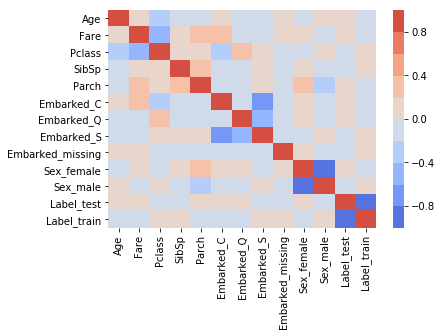 Age
Fare
Pclass
SibSp
Parch
Embarked_C
Embarked_Q
Embarked_S
Embarked_missing
Sex_female
Sex_male
Label_test
Label_train
Age
Fare
Pclass
SibSp
Parch
Embarked_C
Embarked_Q
Embarked_S
Embarked_missing
Sex_female
Sex_male
Label_test
Label_train
0.8
0.4
0.0
−0.4
−0.8